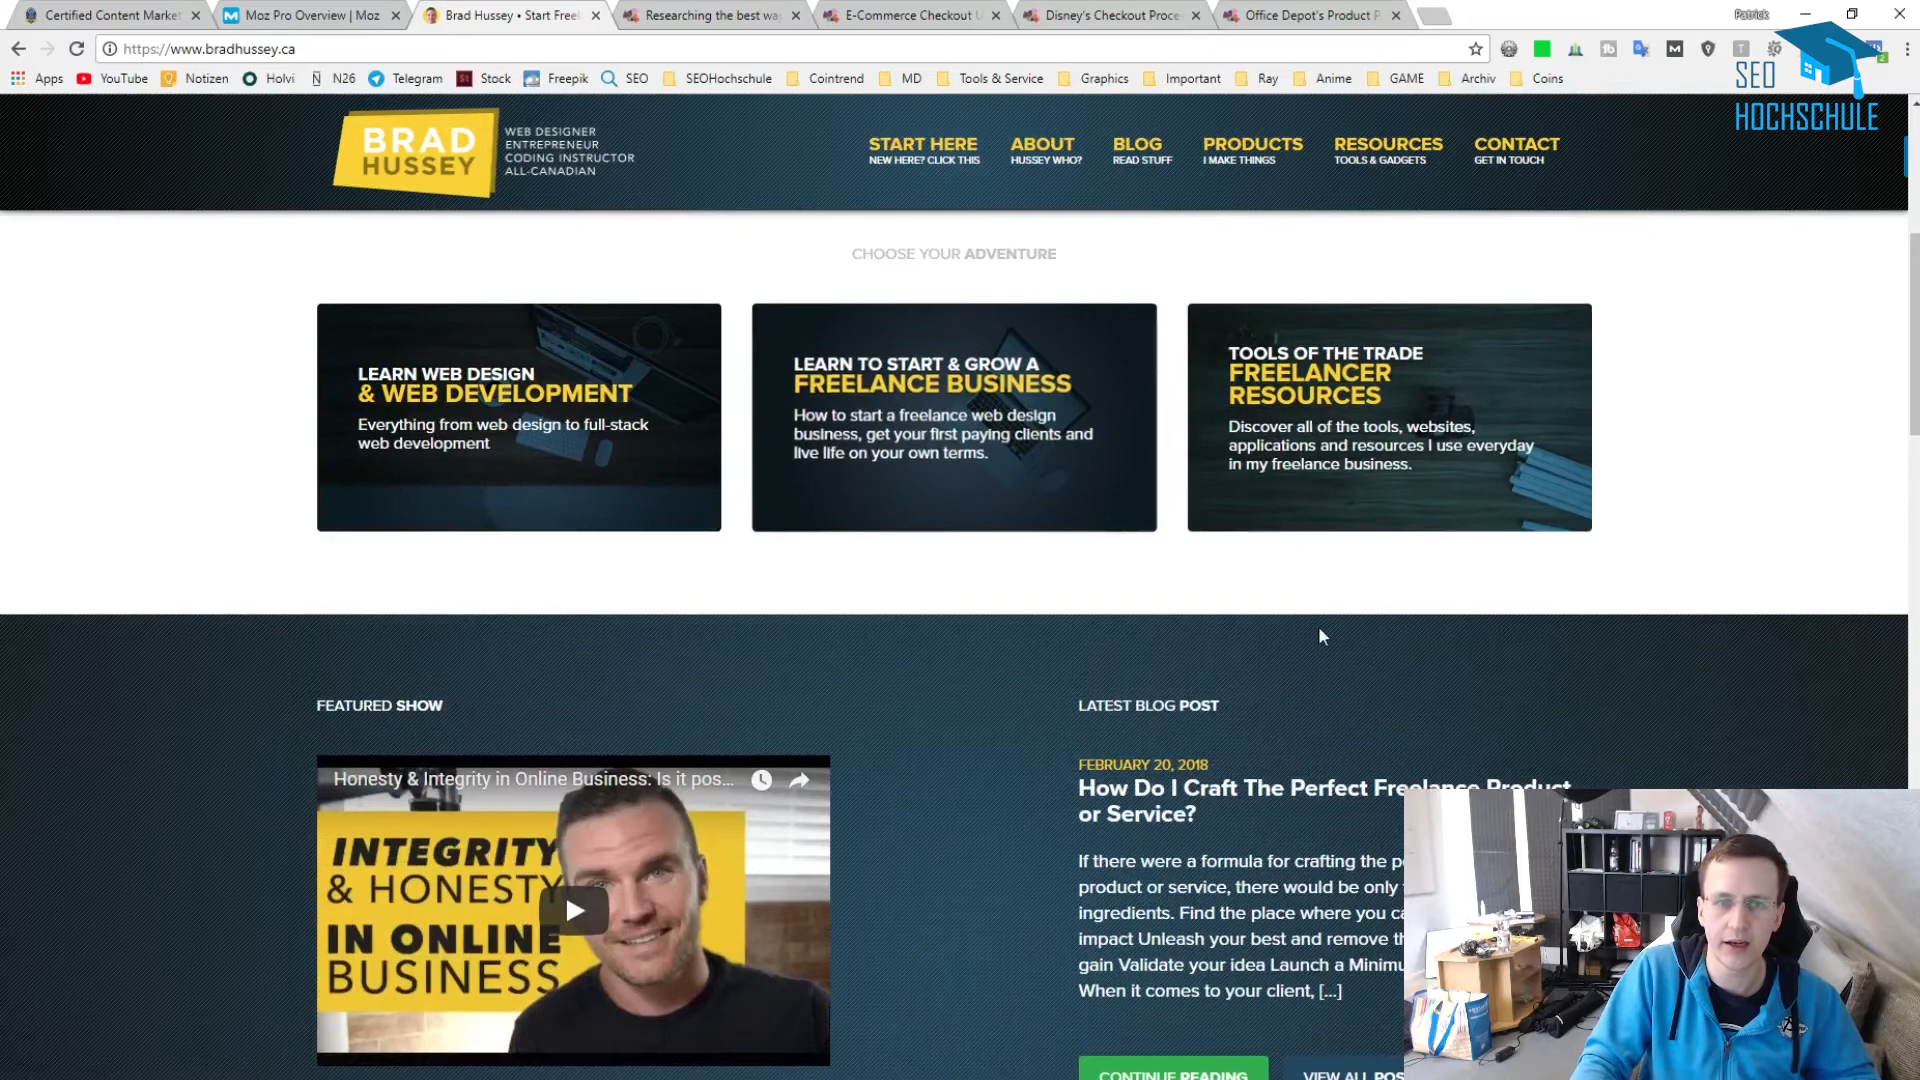 Certified Content Market
Moz Pro Overview | Moz
Brad Hussey • Start Free
Researching the best wa
E-Commerce Checkout U
Disney's Checkout Proce
Office Depot's Product P
Patrick
https://www.bradhussey.ca
Apps
YouTube
Notizen
Holvi
N26
Telegram
Stock
Freepik
SEO
SEOHochschule
Cointrend
MD
Tools & Service
Graphics
Important
Ray
Anime
GAME
Archiv
Coins
SEO
HOCHSCHULE
BRAD
HUSSEY
WEB DESIGNER
ENTREPRENEUR
CODING INSTRUCTOR
ALL-CANADIAN
START HERE
NEW HERE? CLICK THIS
ABOUT
HUSSEY WHO?
BLOG
READ STUFF
PRODUCTS
I MAKE THINGS
RESOURCES
TOOLS & GADGETS
CONTACT
GET IN TOUCH
CHOOSE YOUR ADVENTURE
LEARN WEB DESIGN
& WEB DEVELOPMENT
Everything from web design to full-stack
web development
LEARN TO START & GROW A
FREELANCE BUSINESS
How to start a freelance web design
business, get your first paying clients and
live life on your own terms.
TOOLS OF THE TRADE
FREELANCER
RESOURCES
Discover all of the tools, websites,
applications and resources I use everyday
in my freelance business.
FEATURED SHOW
Honesty & Integrity in Online Business: Is it pos...
INTEGRITY
& HONESTY
IN ONLINE
BUSINESS
LATEST BLOG POST
FEBRUARY 20, 2018
How Do I Craft The Perfect Freelance Product
or Service?
If there were a formula for crafting the
product or service, there would be only
ingredients. Find the place where you
impact Unleash your best and remove
gain Validate your idea Launch a
When it comes to your client, [...]
CONTINUE READING
VIEW ALL